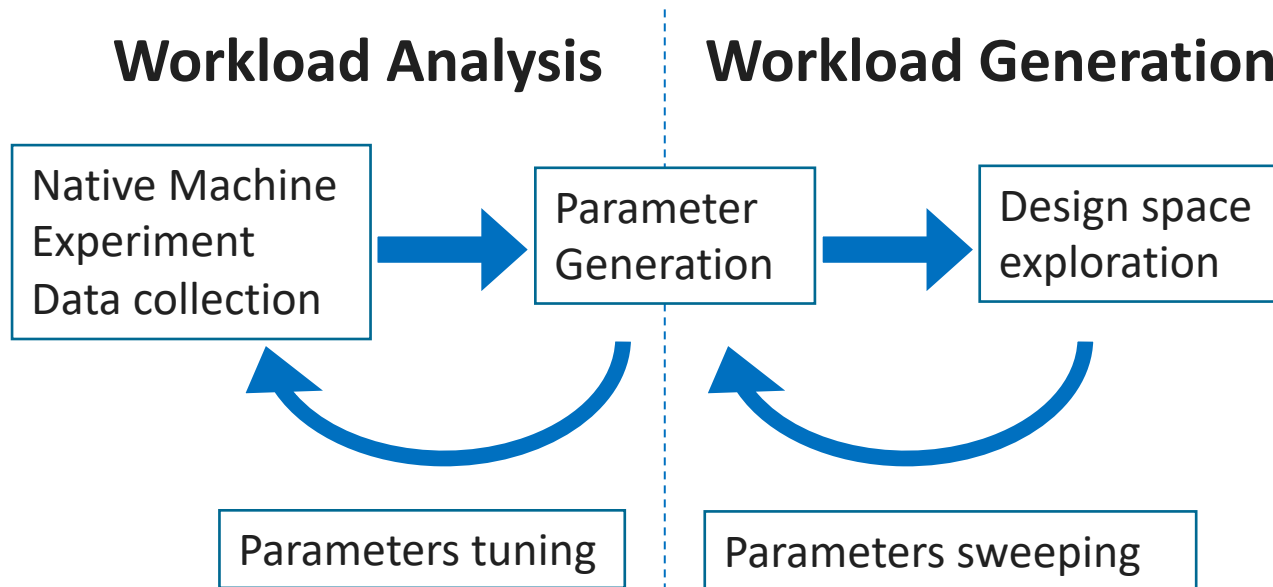 Workload Analysis
Workload Generation
Native Machine
Experiment
Data collection
Parameter
Generation
Design space
exploration
Parameters tuning
Parameters sweeping